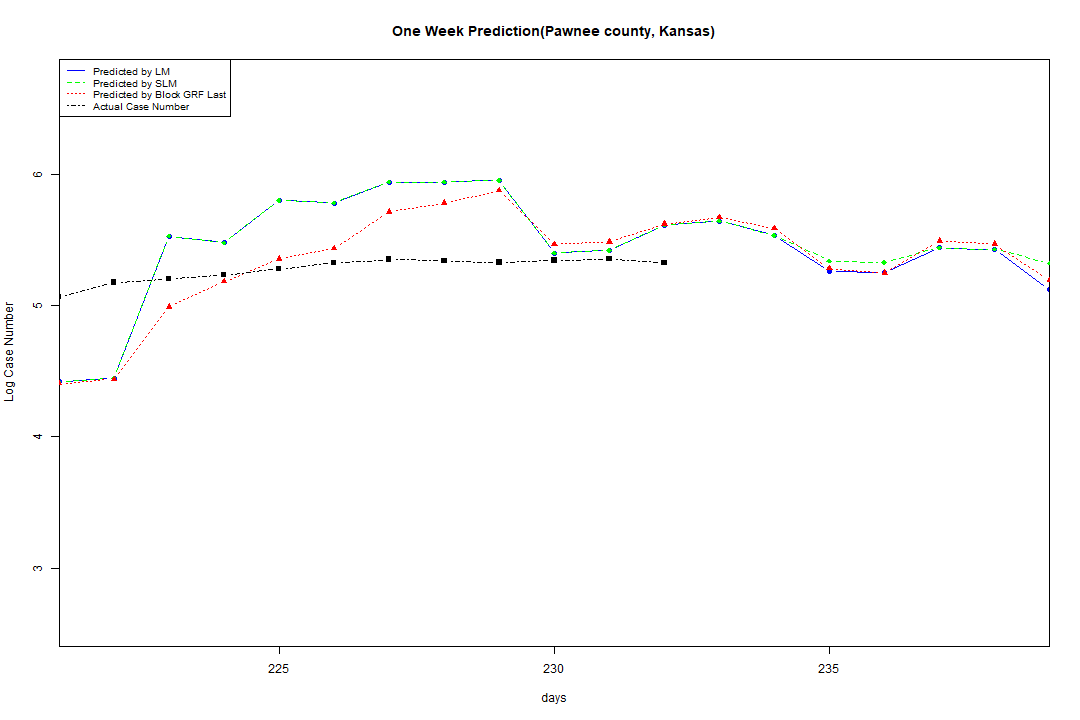 One Week Prediction(Pawnee county, Kansas)
Predicted by LM
Predicted by SLM
Predicted by Block GRF Last
Actual Case Number
6
5
4
3
Log Case Number
225 230 235
days